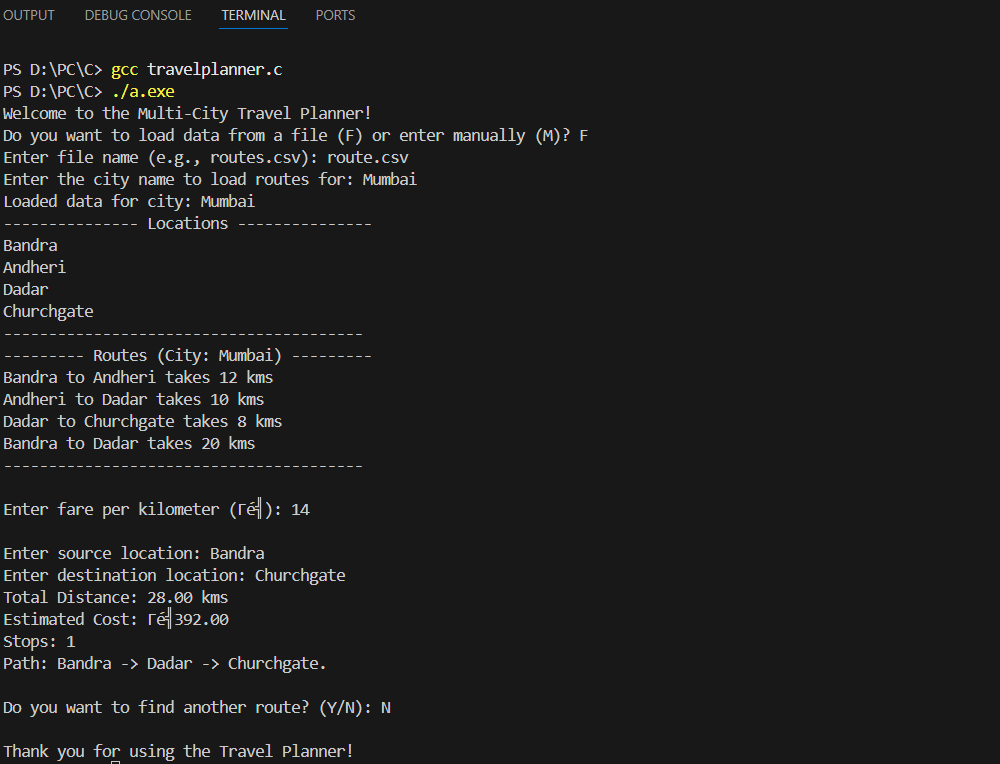 OUTPUT DEBUG CONSOLE TERMINAL PORTS
PS D:\PC\C> gcc travelplanner.c
PS D:\PC\C> ./a.exe
Welcome to the Multi-City Travel Planner!
Do you want to load data from a file (F) or enter manually (M)? F
Enter file name (e.g., routes.csv): route.csv
Enter the city name to load routes for: Mumbai
Loaded data for city: Mumbai
--------------- Locations ---------------
Bandra
Andheri
Dadar
Churchgate
----------------------------------------
--------- Routes (City: Mumbai) ---------
Bandra to Andheri takes 12 kms
Andheri to Dadar takes 10 kms
Dadar to Churchgate takes 8 kms
Bandra to Dadar takes 20 kms
----------------------------------------
Enter fare per kilometer (Γé╣): 14
Enter source location: Bandra
Enter destination location: Churchgate
Total Distance: 28.00 kms
Estimated Cost: Γé╣392.00
Stops: 1
Path: Bandra -> Dadar -> Churchgate.
Do you want to find another route? (Y/N): N
Thank you for using the Travel Planner!